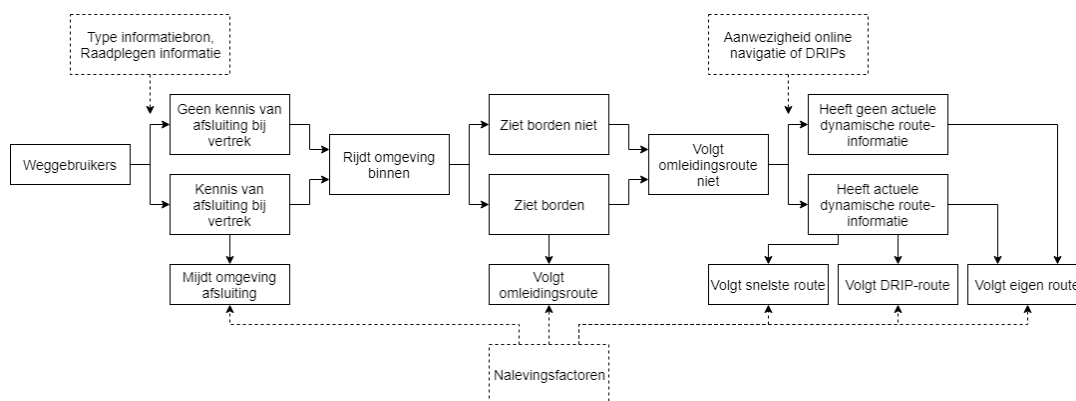 Type informatiebron,
Raadplegen informatie
Aanwezigheid online
navigatie of DRIPs
Geen kennis van
afsluiting bij
vertrek
Ziet borden niet
Heeft geen actuele
dynamische route-
informatie
Weggebruikers
Rijdt omgeving
binnen
Volgt
omleidingsroute
niet
Kennis van
afsluiting bij
vertrek
Ziet borden
Heeft actuele
dynamische route-
informatie
Mijdt omgeving
afsluiting
Volgt
omleidingsroute
Volgt snelste route
Volgt DRIP-route
Volgt eigen route
Nalevingsfactoren